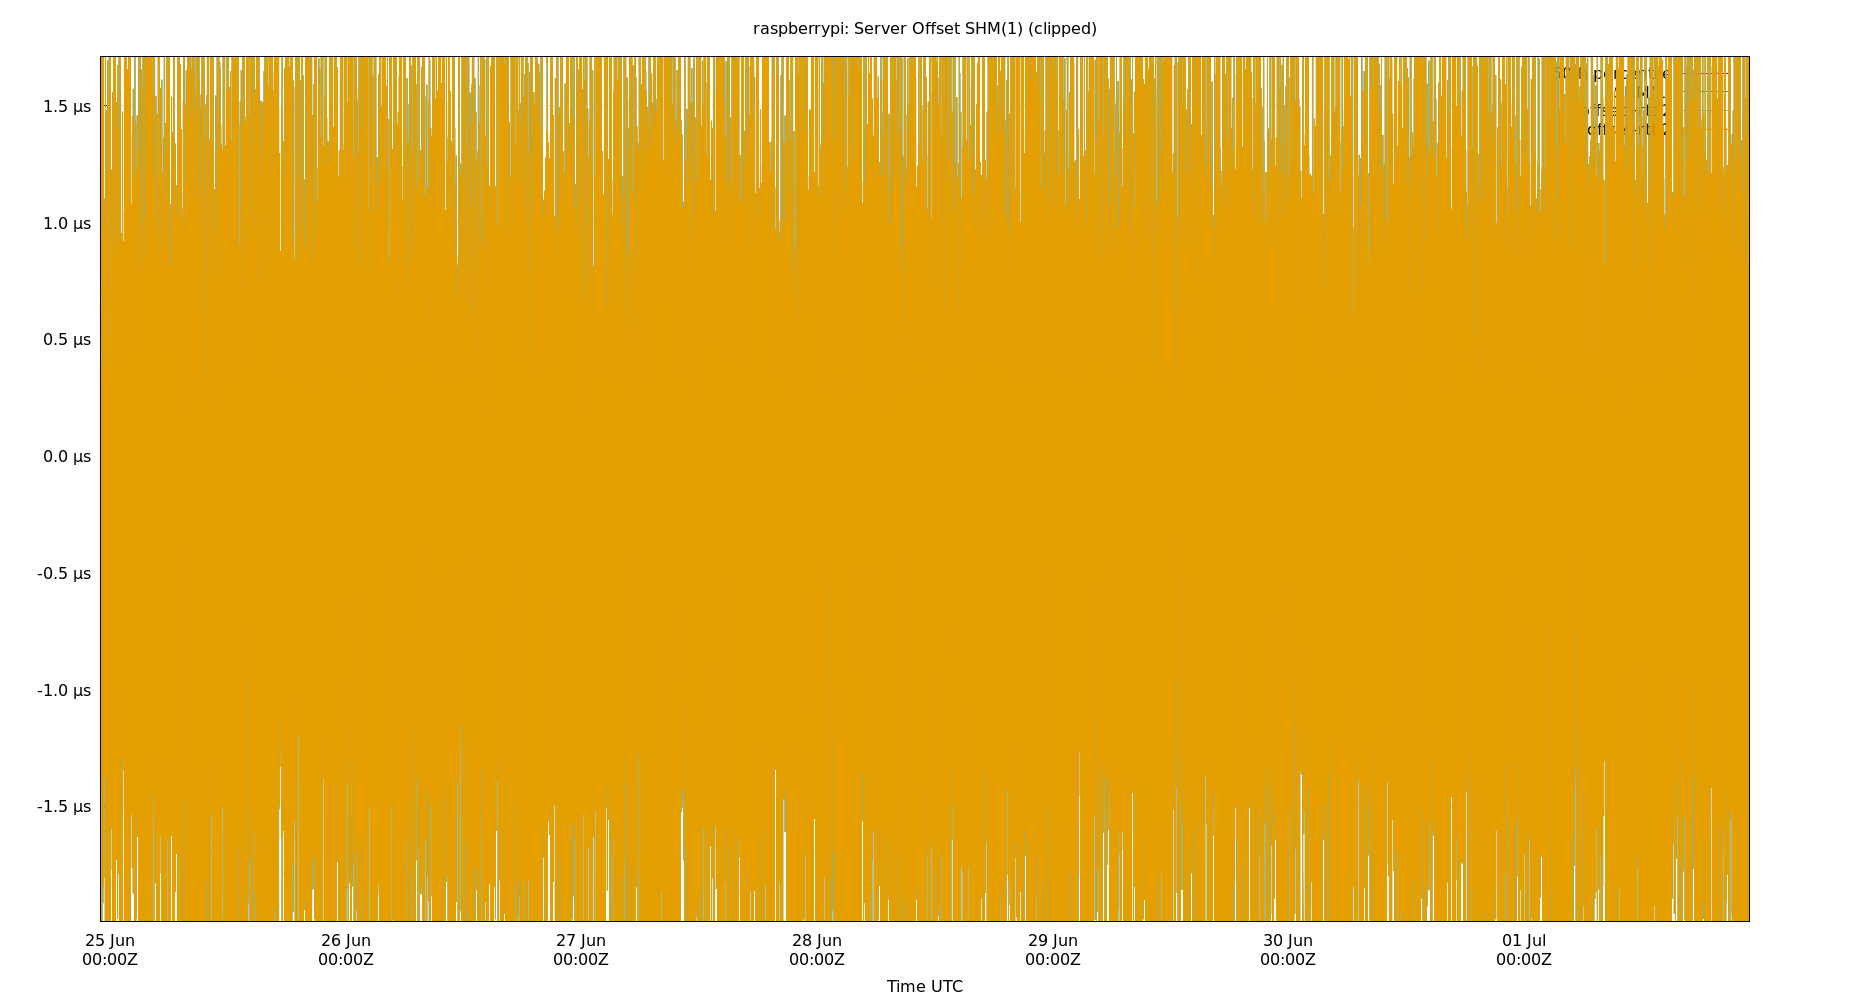 raspberrypi: Server Offset SHM(1) (clipped)
1.5 µs
1.0 µs
0.5 µs
0.0 µs
-0.5 µs
-1.0 µs
-1.5 µs
25 Jun 26 Jun 27 Jun 28 Jun 29 Jun 30 Jun 01 Jul
00:00Z 00:00Z 00:00Z 00:00Z 00:00Z 00:00Z 00:00Z
Time UTC